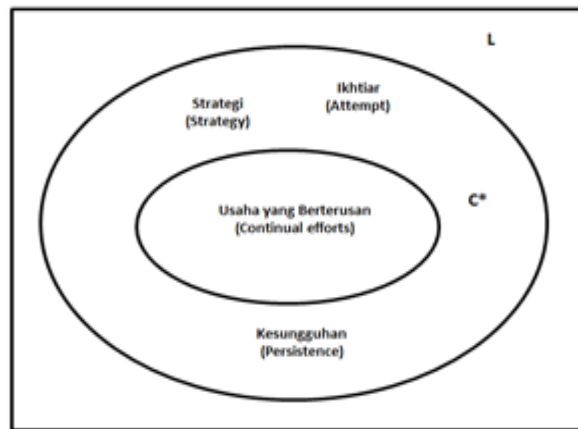 L
Ikhtiar
(Attempt)
Strategi
(Strategy)
C*
Usaha yang Berterusan
(Continual efforts)
Kesungguhan
(Persistence)